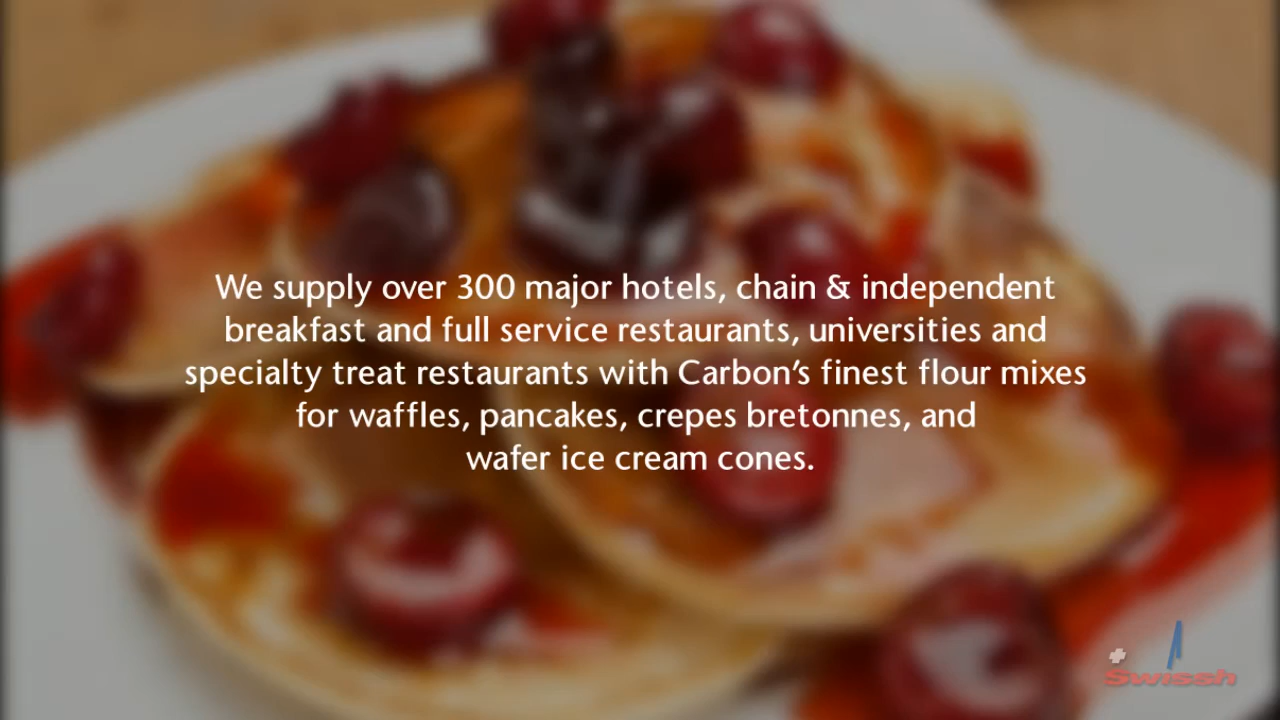 We supply over 300 major hotels, chain & independent
breakfast and full service restaurants, universities and
specialty treat restaurants with Carbon’s finest flour mixes
for waffles, pancakes, crepes bretonnes, and
wafer ice cream cones.
Swissh